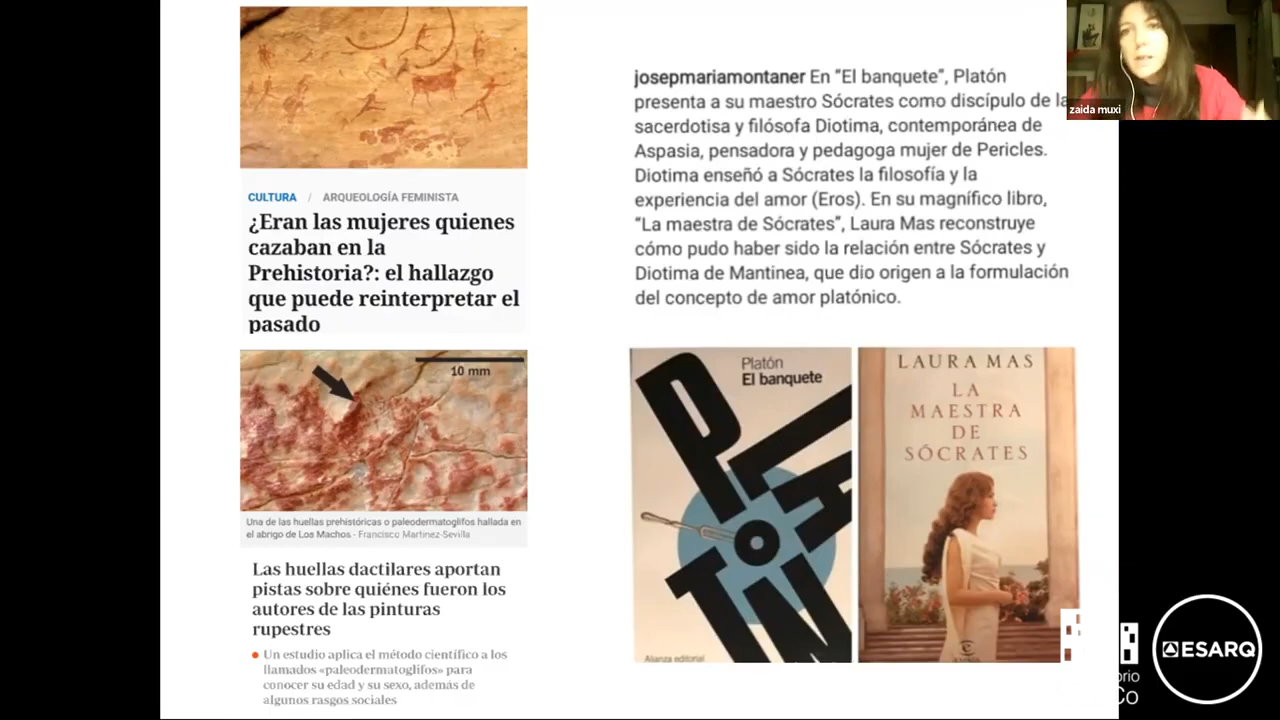 CULTURA / ARQUEOLOGÍA FEMINISTA
¿Eran las mujeres quienes
cazaban en la
Prehistoria?: el hallazgo
que puede reinterpretar el
pasado
10 mm
Una de las huellas prehistóricas o paleodermatoglifos hallada en
el abrigo de Los Machos - Francisco Martínez-Sevilla
Las huellas dactilares aportan
pistas sobre quiénes fueron los
autores de las pinturas
rupestres
Un estudio aplica el método científico a los
llamados «paleodermatoglifos» para
conocer su edad y su sexo, además de
algunos rasgos sociales
josepmariamontaner En “El banquete”, Platón
presenta a su maestro Sócrates como discípulo de la
sacerdotisa y filósofa Diotima, contemporánea de
Aspasia, pensadora y pedagoga mujer de Pericles.
Diotima enseñó a Sócrates la filosofía y la
experiencia del amor (Eros). En su magnífico libro,
“La maestra de Sócrates”, Laura Mas reconstruye
cómo pudo haber sido la relación entre Sócrates y
Diotima de Mantinea, que dio origen a la formulación
del concepto de amor platónico.
Platón
El banquete
PLATÓN
Alianza editorial
LAURA MAS
LA
MAESTRA
DE
SÓCRATES
zaida muxi
ESARQ